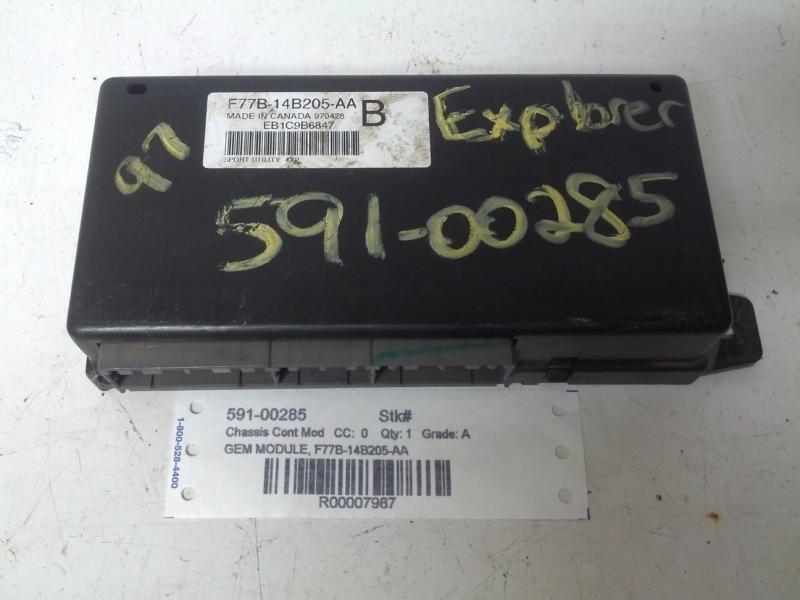 F77B-14B205-AA
MADE IN CANADA 970428
EB1C9B6847
B
SPORT UTILITY 4X2
97
Explorer
591-00285
591-00285 Stk#
Chassis Cont Mod CC: 0 Qty: 1 Grade: A
GEM MODULE, F77B-14B205-AA
R00007987
1-800-528-4400